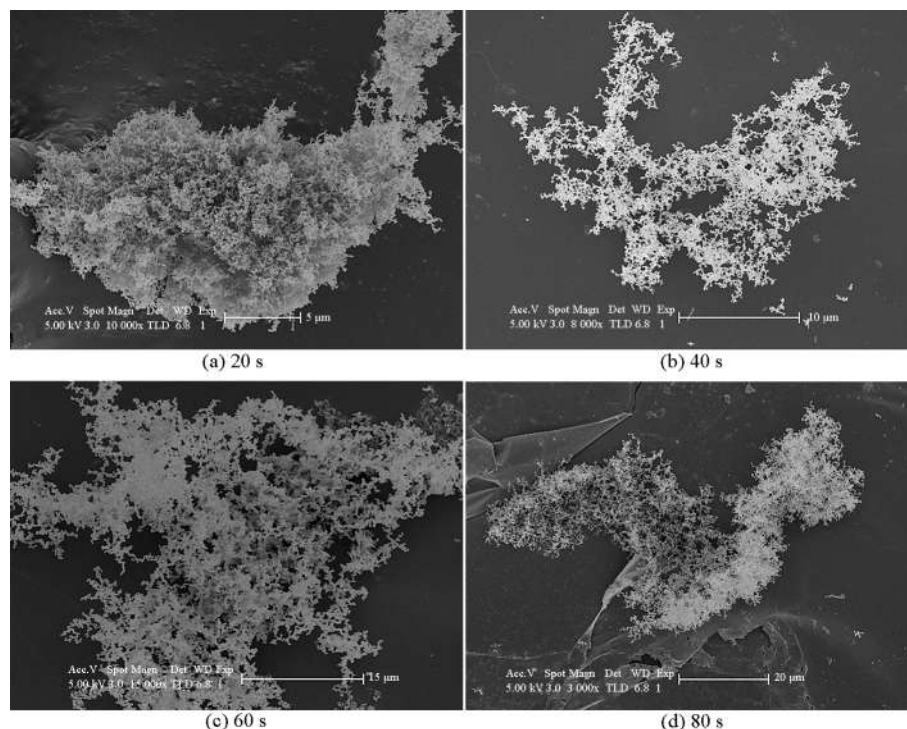 Acc.V Spot Magn Det WD Exp
5.00 kV 3.0 10 000x TLD 6.8 1 5 μm
Acc.V Spot Magn Det WD Exp
5.00 kV 3.0 8 000x TLD 6.8 1 10 μm
(a) 20 s (b) 40 s
Acc.V Spot Magn Det WD Exp
5.00 kV 3.0 15 000x TLD 6.8 1 15 μm
Acc.V Spot Magn Det WD Exp
5.00 kV 3.0 3 000x TLD 6.8 1 20 μm
(c) 60 s (d) 80 s